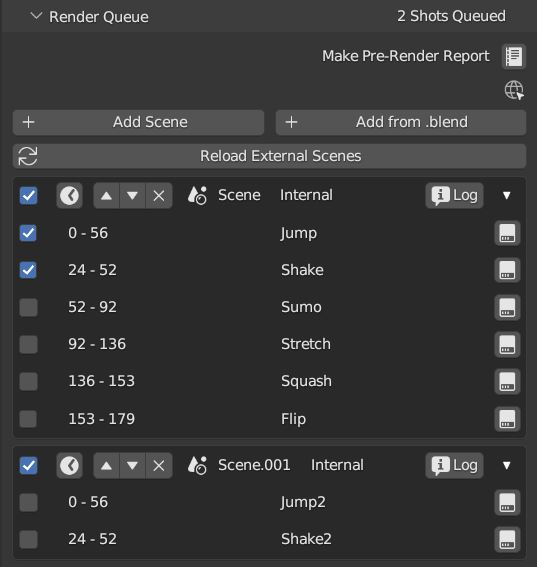 Render Queue 2 Shots Queued
Make Pre-Render Report
Add Scene Add from .blend
Reload External Scenes
Scene Internal Log
0 - 56 Jump
24 - 52 Shake
52 - 92 Sumo
92 - 136 Stretch
136 - 153 Squash
153 - 179 Flip
Scene.001 Internal Log
0 - 56 Jump2
24 - 52 Shake2